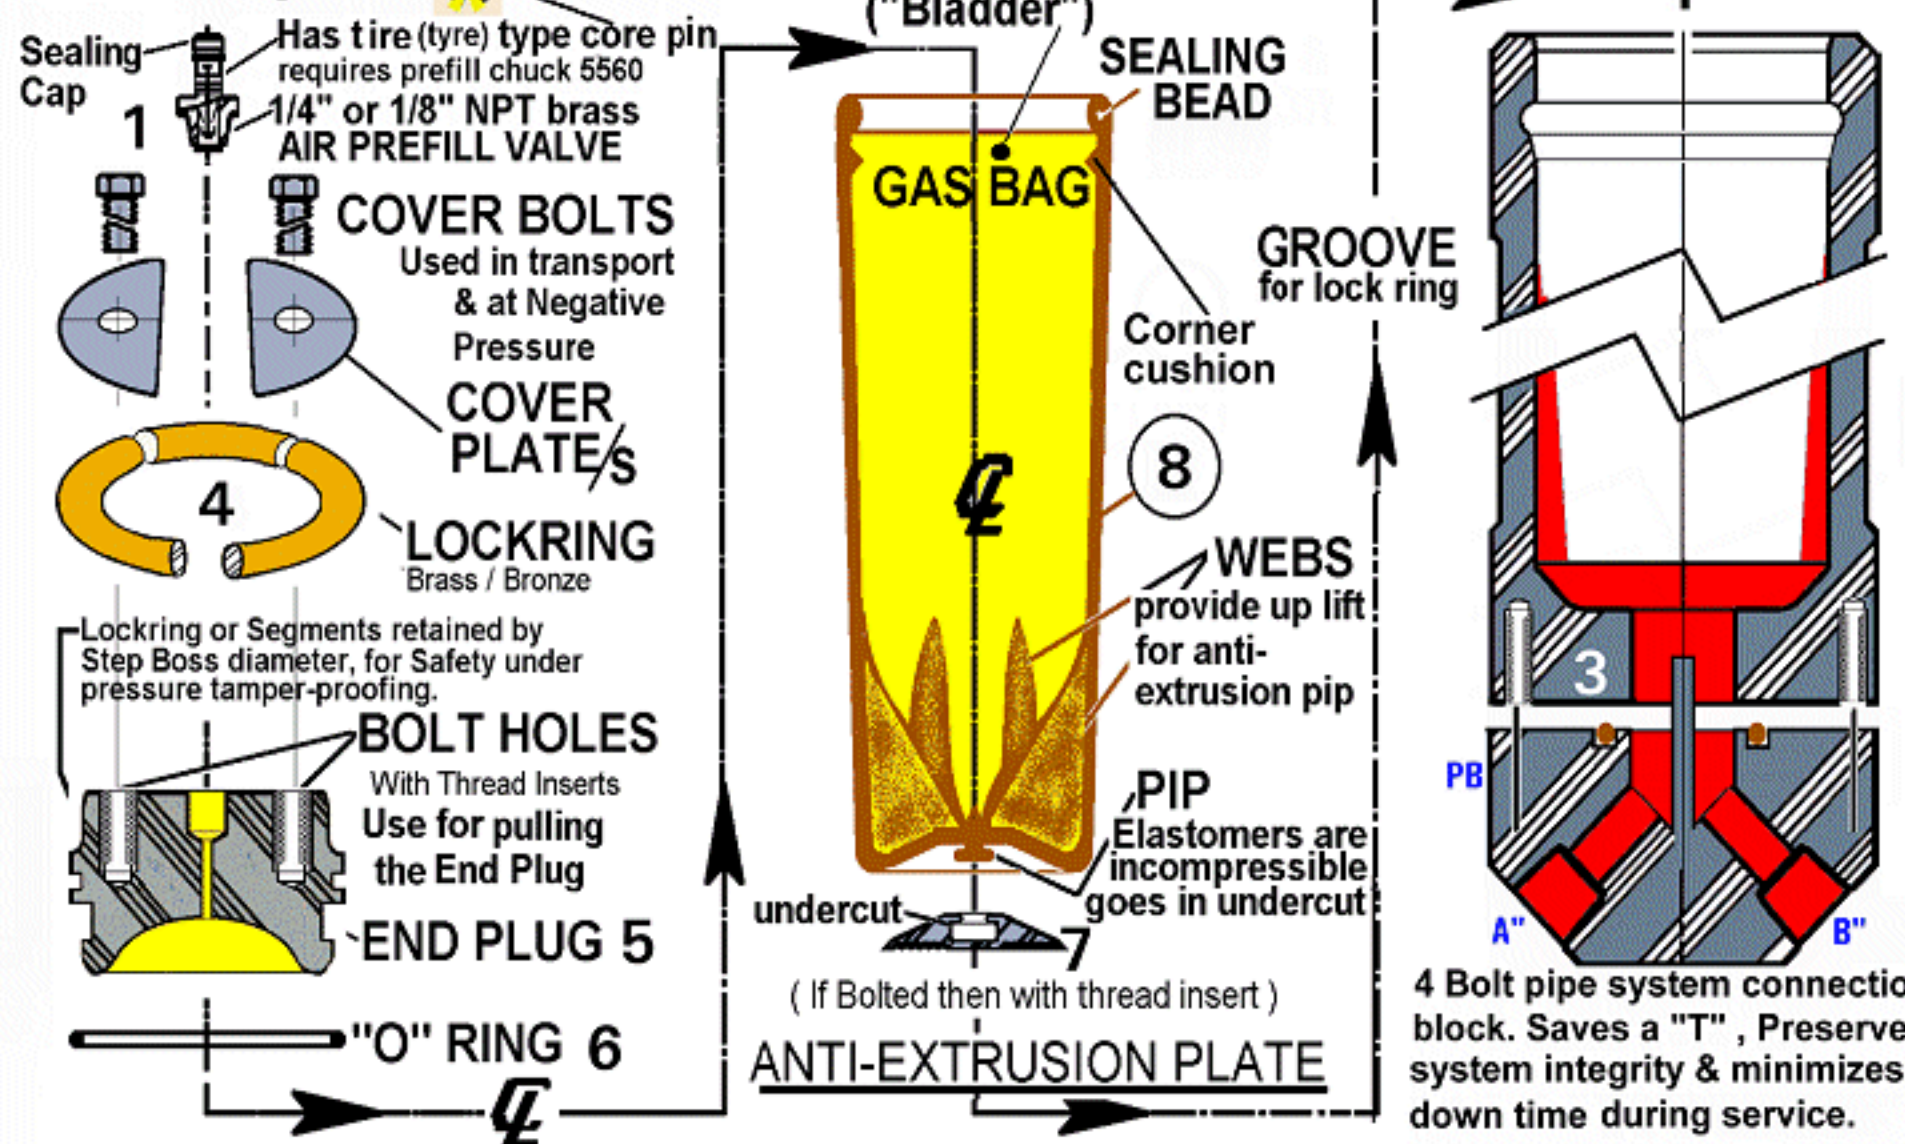 Sealing
Cap
Has tire (tyre) type core pin
requires prefill chuck 5560
1
1/4" or 1/8" NPT brass
AIR PREFILL VALVE
COVER BOLTS
Used in transport
& at Negative
Pressure
COVER
PLATE/S
4
LOCKRING
Brass / Bronze
Lockring or Segments retained by
Step Boss diameter, for Safety under
pressure tamper-proofing.
BOLT HOLES
With Thread Inserts
Use for pulling
the End Plug
END PLUG 5
"O" RING 6
CL
("Bladder")
SEALING
BEAD
GAS BAG
Corner
cushion
CL
8
WEBS
provide up lift
for anti-
extrusion pip
PIP
Elastomers are
incompressible
goes in undercut
undercut
7
( If Bolted then with thread insert )
ANTI-EXTRUSION PLATE
GROOVE
for lock ring
3
PB
A"
B"
4 Bolt pipe system connectio
block. Saves a "T" , Preserve
system integrity & minimizes
down time during service.